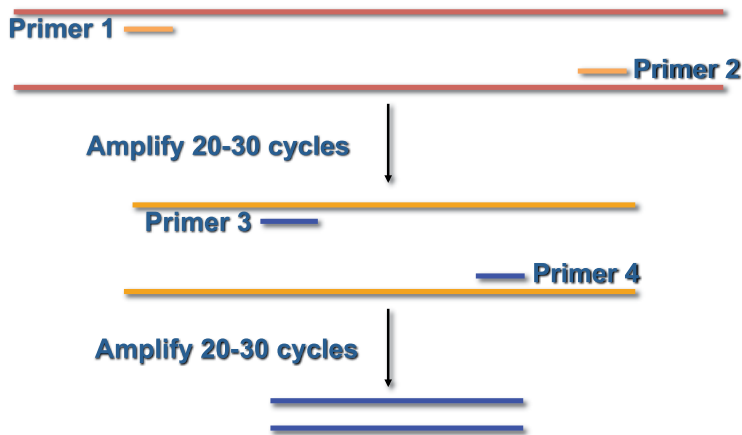 Primer 1
Primer 2
Amplify 20-30 cycles
Primer 3
Primer 4
Amplify 20-30 cycles